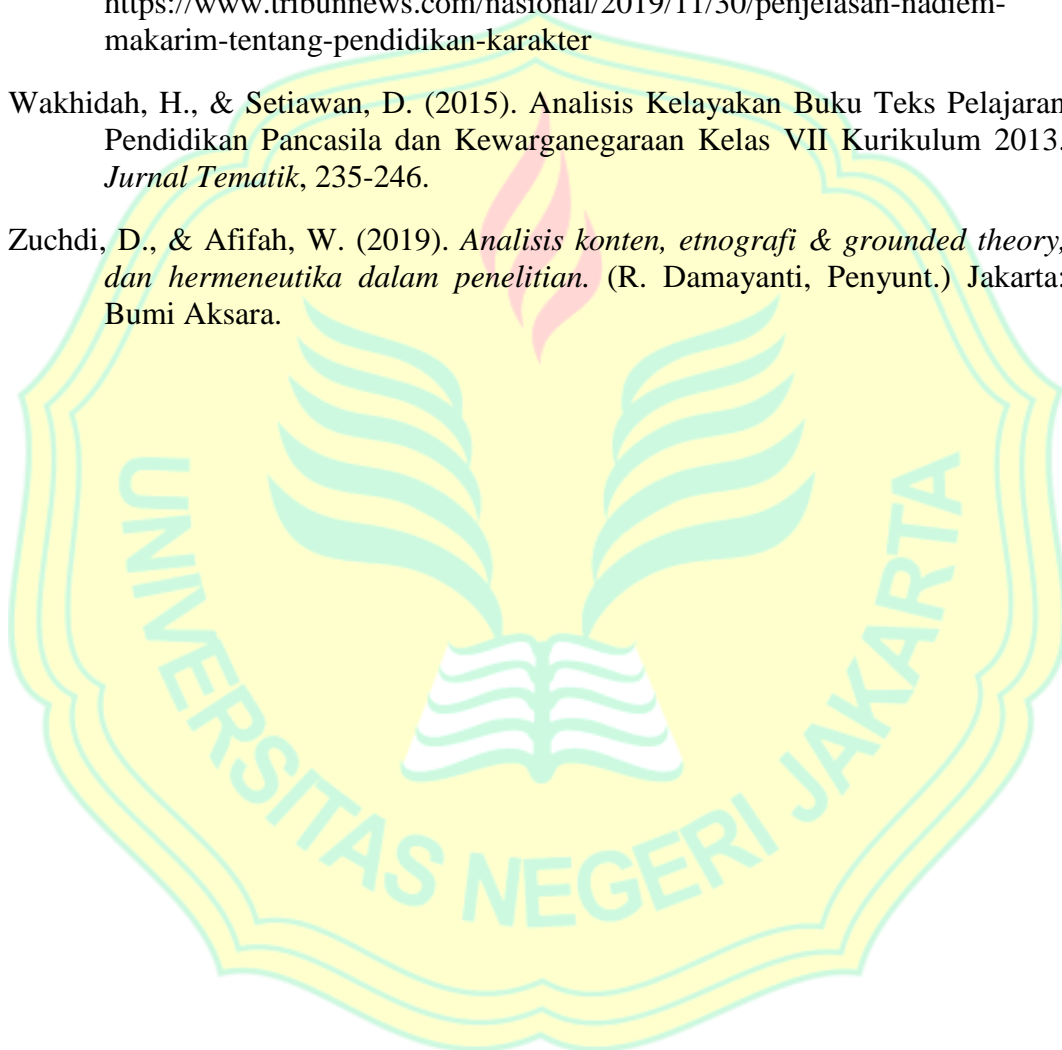 https://www.tribunnews.com/nasional/2019/11/30/penjelasan-nadiem-
makarim-tentang-pendidikan-karakter
Wakhidah, H., & Setiawan, D. (2015). Analisis Kelayakan Buku Teks Pelajaran
Pendidikan Pancasila dan Kewarganegaraan Kelas VII Kurikulum 2013.
Jurnal Tematik, 235-246.
Zuchdi, D., & Afifah, W. (2019). Analisis konten, etnografi & grounded theory,
dan hermeneutika dalam penelitian. (R. Damayanti, Penyunt.) Jakarta:
Bumi Aksara.
UNIVERSITAS NEGERI JAKARTA